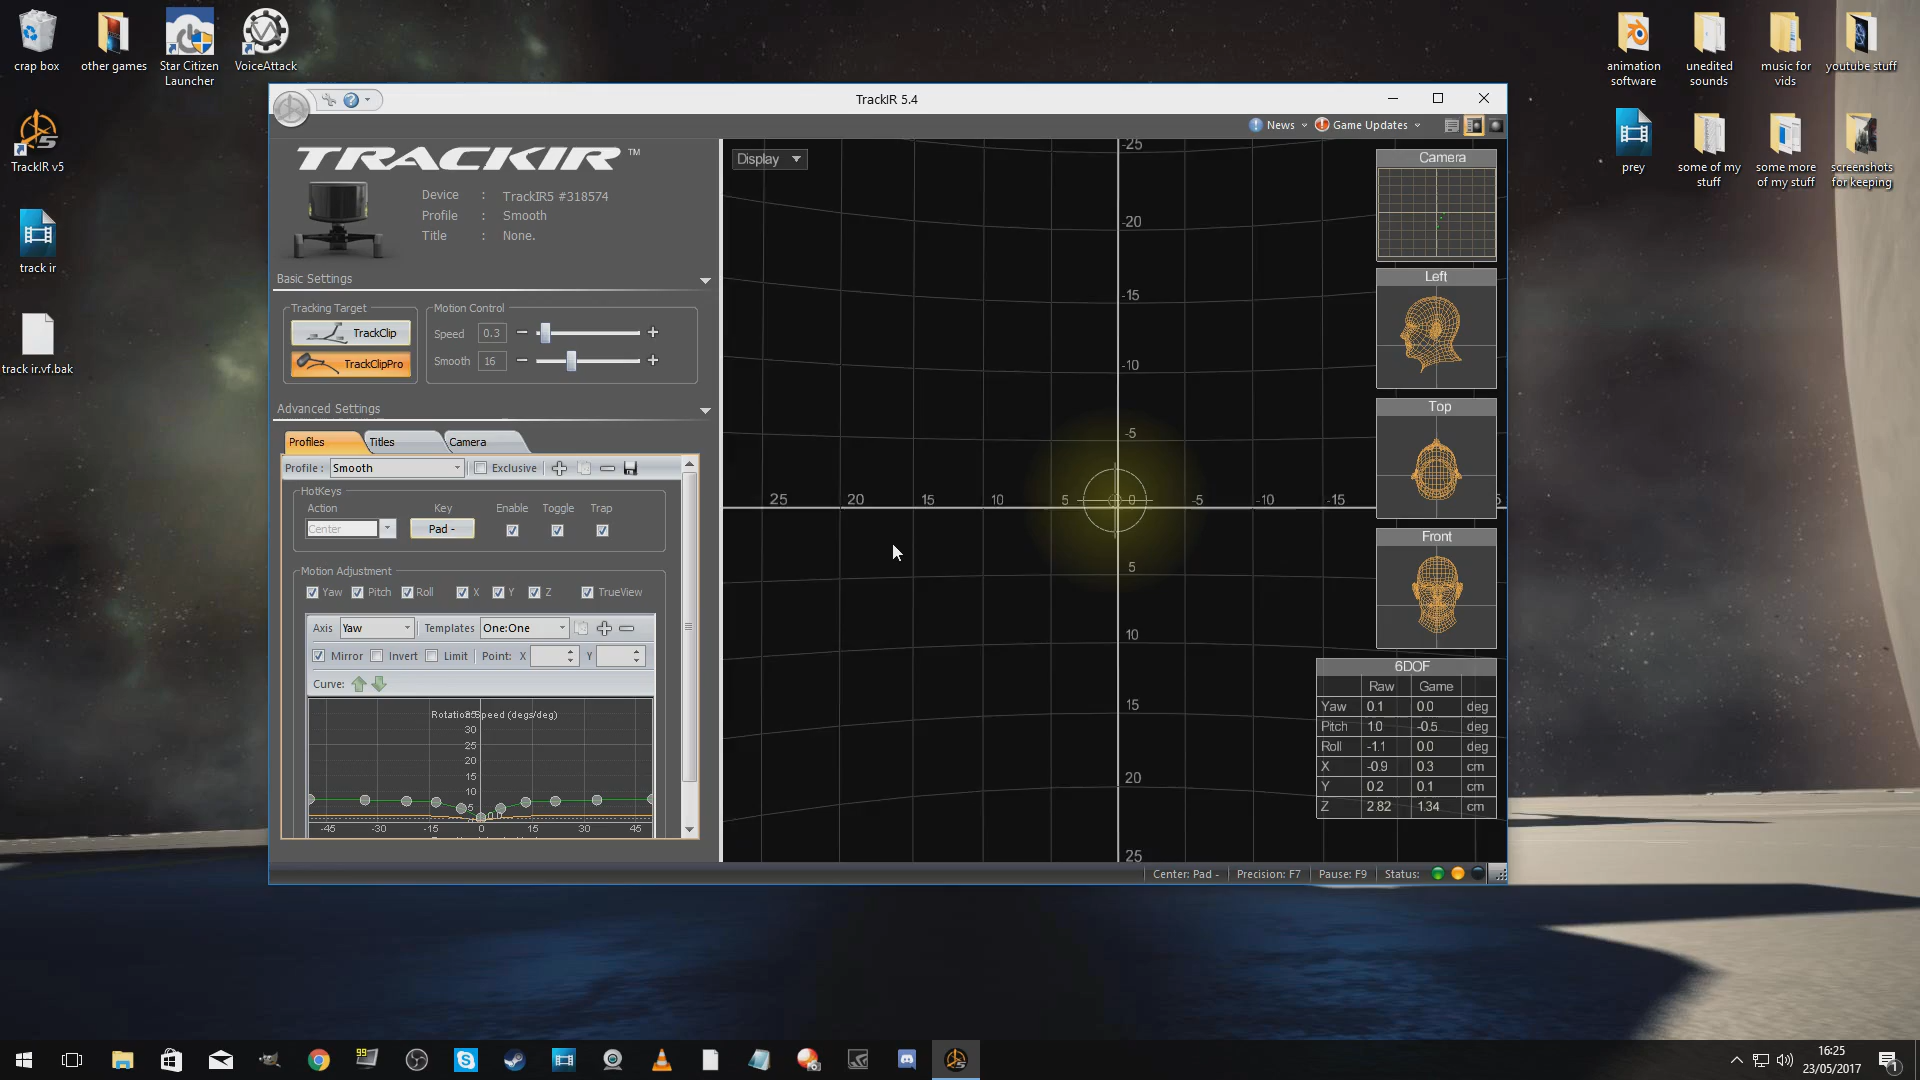 crap box
other games
Star Citizen
Launcher
VoiceAttack
TrackIR v5
track ir
track ir.vf.bak
animation
software
unedited
sounds
music for
vids
youtube stuff
prey
some of my
stuff
some more
of my stuff
screenshots
for keeping
TrackIR 5.4
News
Game Updates
TRACKIR™
Device : TrackIR5 #318574
Profile : Smooth
Title : None.
Basic Settings
Tracking Target
TrackClip
TrackClipPro
Motion Control
Speed 0.3 − +
Smooth 16 − +
Advanced Settings
Profiles Titles Camera
Profile : Smooth Exclusive
HotKeys
Action Key Enable Toggle Trap
Center Pad -
Motion Adjustment
Yaw Pitch Roll X Y Z TrueView
Axis Yaw Templates One:One
Mirror Invert Limit Point: X Y
Curve:
Rotation Speed (degs/deg)
35
30
25
20
15
10
5
0,0
-45 -30 -15 0 15 30 45
Display
-25
-20
-15
-10
-5
25 20 15 10 5 0 -5 -10 -15
5
10
15
20
25
Camera
Left
Top
Front
6DOF
Raw Game
Yaw 0.1 0.0 deg
Pitch 1.0 -0.5 deg
Roll -1.1 0.0 deg
X -0.9 0.3 cm
Y 0.2 0.1 cm
Z 2.82 1.34 cm
Center: Pad - Precision: F7 Pause: F9 Status:
99
16:25
23/05/2017
1